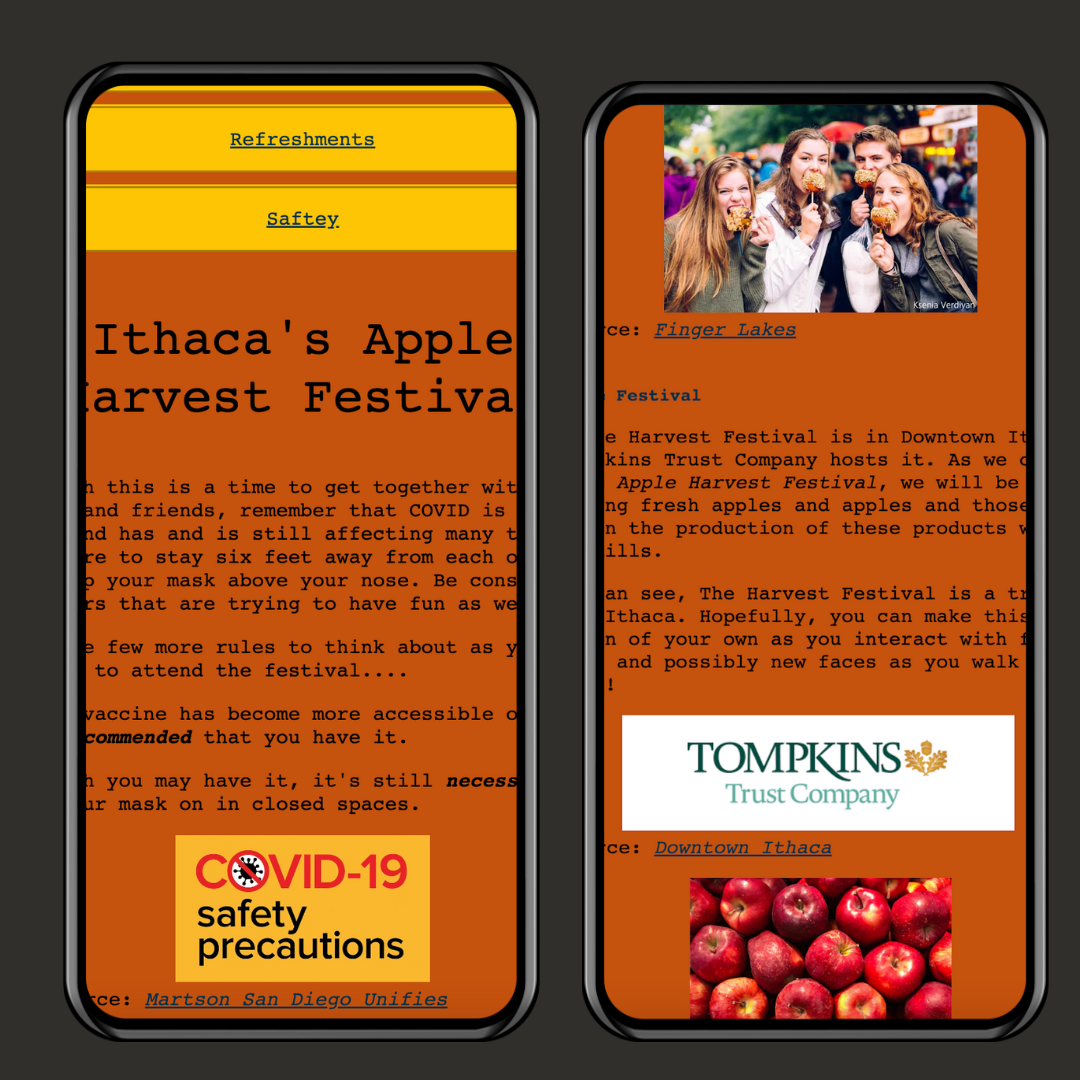 Refreshments
Saftey
Ithaca's Apple
Harvest Festiva
h this is a time to get together wit
and friends, remember that COVID is
nd has and is still affecting many t
re to stay six feet away from each o
p your mask above your nose. Be cons
rs that are trying to have fun as we
e few more rules to think about as y
to attend the festival....
vaccine has become more accessible o
commended that you have it.
h you may have it, it's still necess
ur mask on in closed spaces.
COVID-19
safety
precautions
rce: Martson San Diego Unifies
Ksenia Verdiyan
rce: Finger Lakes
Festival
e Harvest Festival is in Downtown It
kins Trust Company hosts it. As we c
Apple Harvest Festival, we will be
ng fresh apples and apples and those
n the production of these products w
ills.
an see, The Harvest Festival is a tr
Ithaca. Hopefully, you can make this
n of your own as you interact with f
and possibly new faces as you walk
!
TOMPKINS
Trust Company
rce: Downtown Ithaca